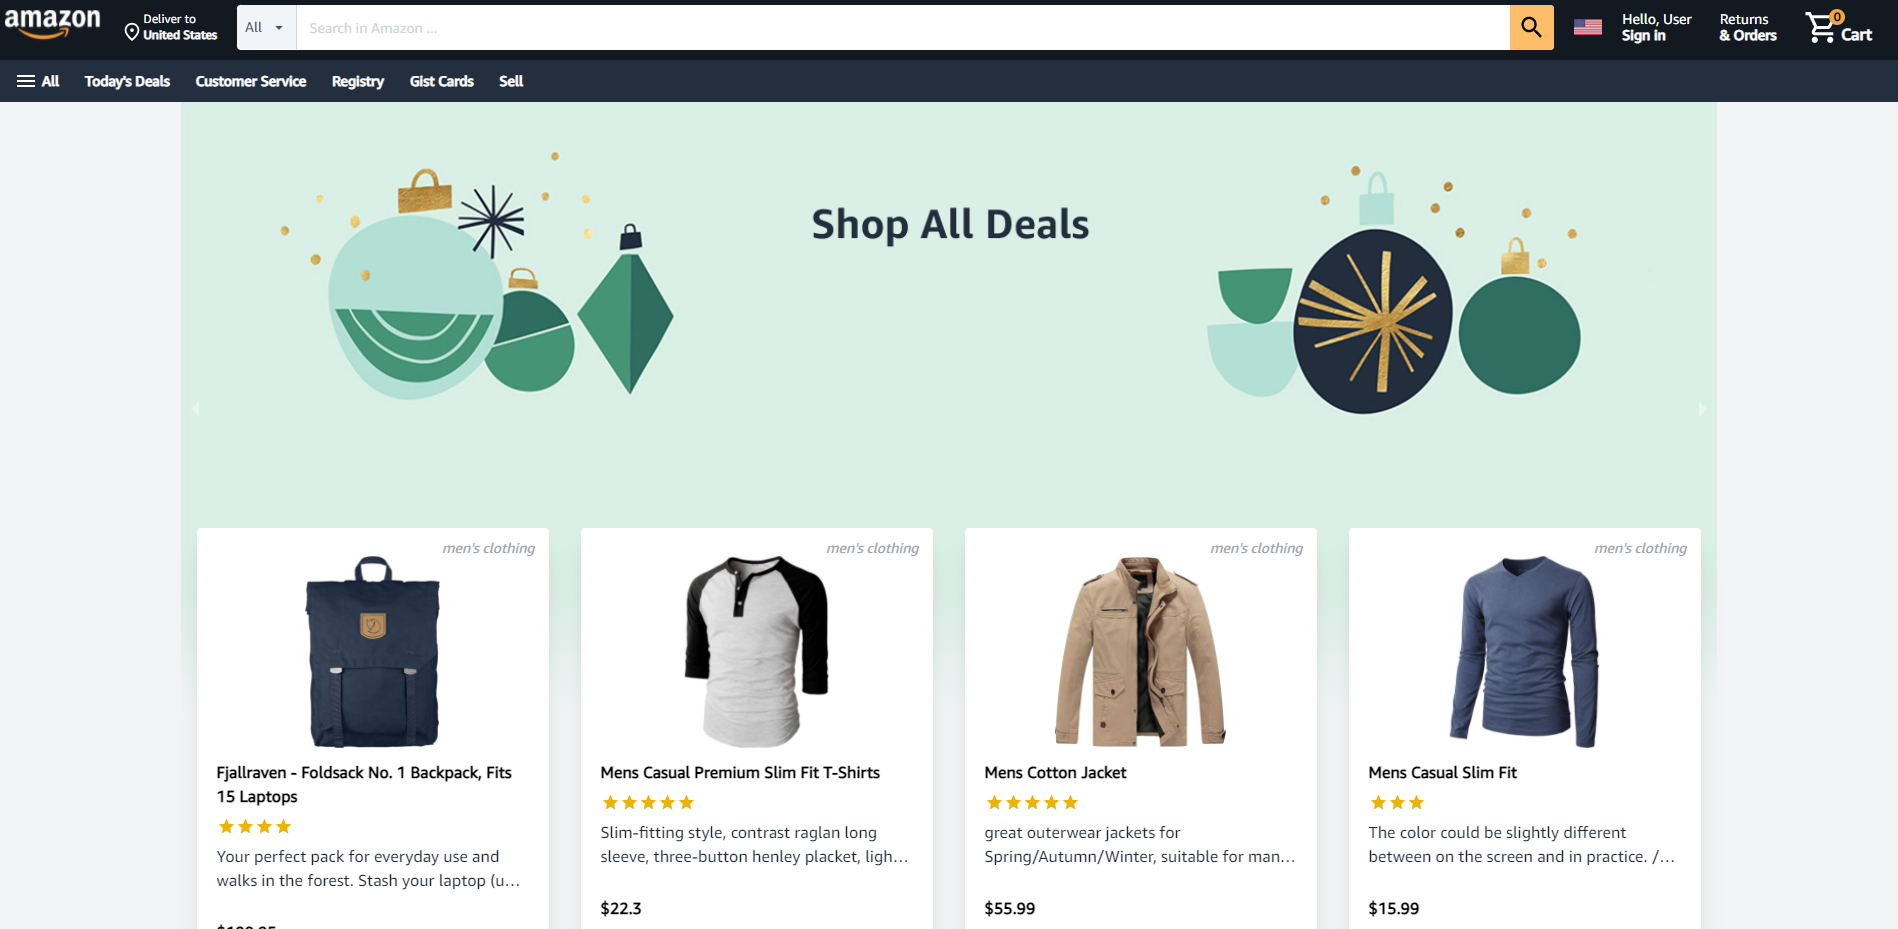 amazon
Deliver to
United States
All
Search in Amazon ...
Hello, User
Sign in
Returns
& Orders
0
Cart
All
Today's Deals
Customer Service
Registry
Gist Cards
Sell
Shop All Deals
men's clothing
Fjallraven - Foldsack No. 1 Backpack, Fits
15 Laptops
Your perfect pack for everyday use and
walks in the forest. Stash your laptop (u...
men's clothing
Mens Casual Premium Slim Fit T-Shirts
Slim-fitting style, contrast raglan long
sleeve, three-button henley placket, ligh...
$22.3
men's clothing
Mens Cotton Jacket
great outerwear jackets for
Spring/Autumn/Winter, suitable for man...
$55.99
men's clothing
Mens Casual Slim Fit
The color could be slightly different
between on the screen and in practice. /...
$15.99